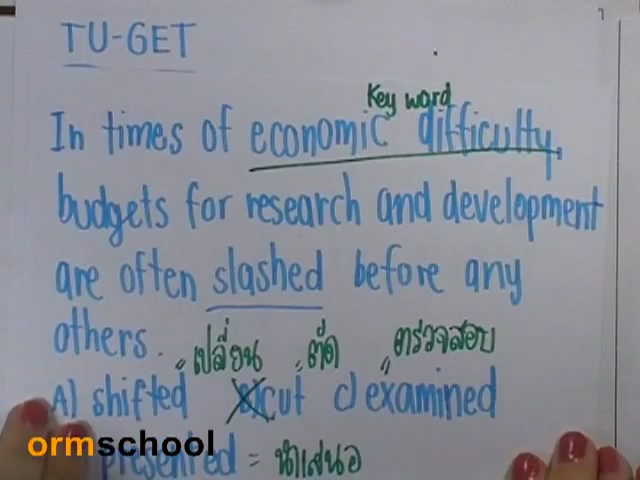 TU-GET
Key word
In times of economic difficulty,
budgets for research and development
are often slashed before any
others.
= เปลี่ยน = ตัด = ตรวจสอบ
A) shifted B) cut C) examined
presented = นำเสนอ
ormschool